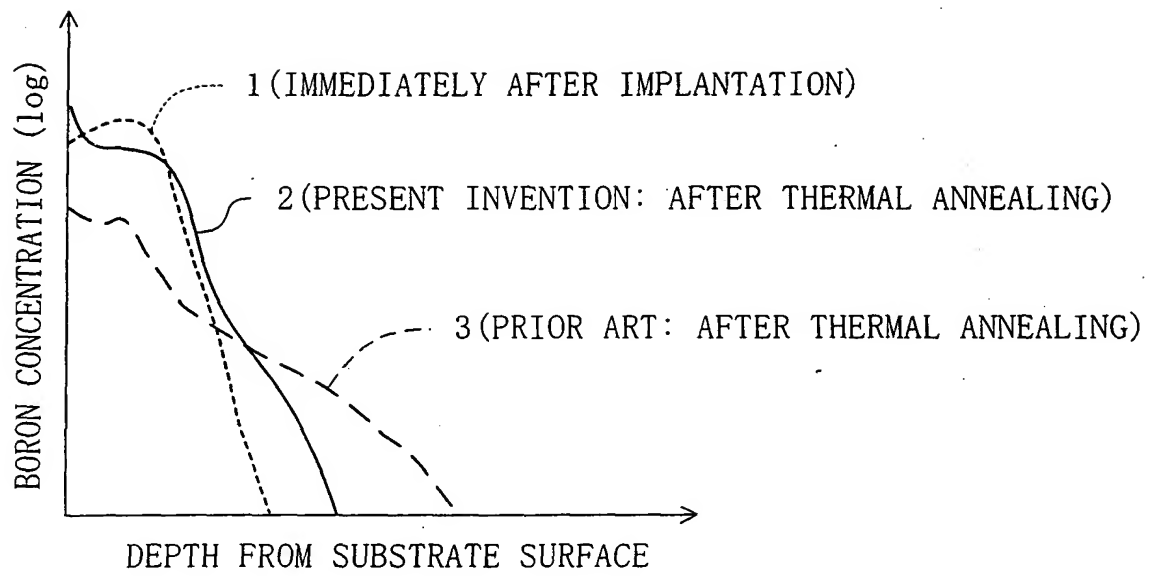 BORON CONCENTRATION (log)
1(IMMEDIATELY AFTER IMPLANTATION)
2(PRESENT INVENTION: AFTER THERMAL ANNEALING)
3(PRIOR ART: AFTER THERMAL ANNEALING)
DEPTH FROM SUBSTRATE SURFACE